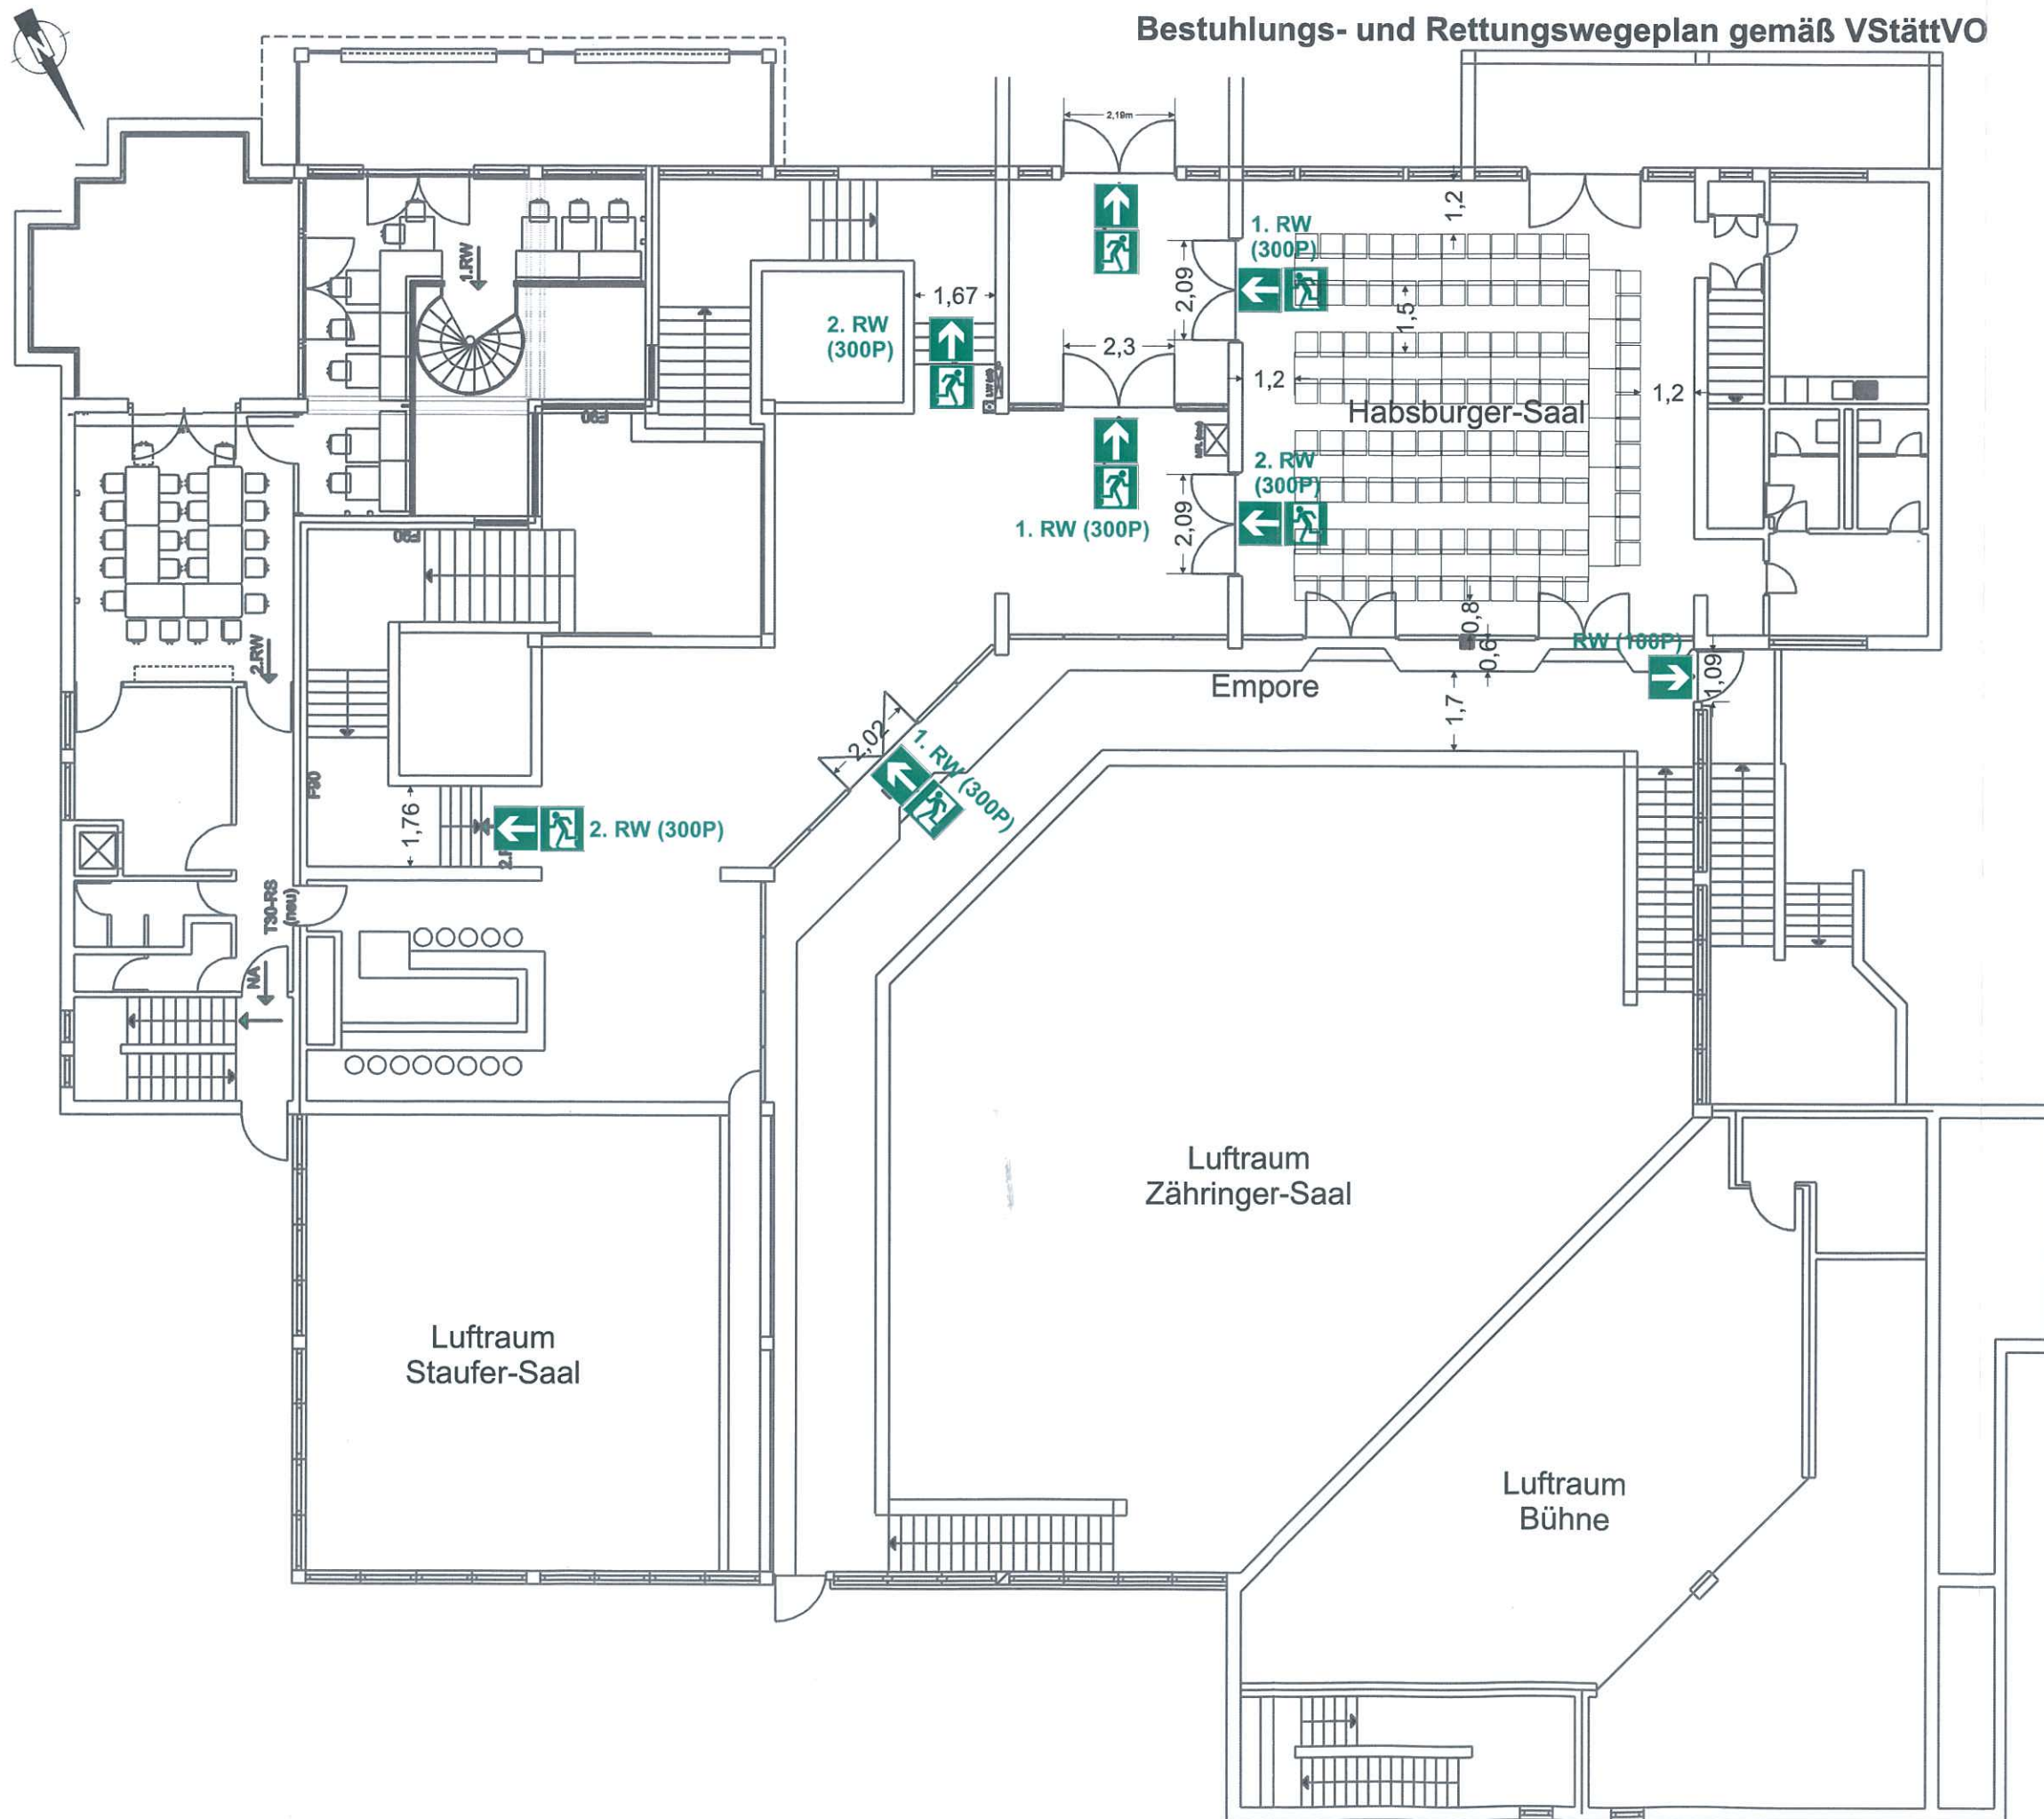 Bestuhlungs- und Rettungswegeplan gemäß VStättVO
N
2,19m
1,2
1. RW
(300P)
1.RW
2,09
1,67
1,5
2. RW
(300P)
2,3
1,2
1,2
Habsburger-Saal
F90
2. RW
(300P)
1. RW (300P)
2,09
F90
0,8
0,6
RW (100P)
2.RW
1,09
Empore
1,7
2,02
1. RW (300P)
F90
1,76
2. RW (300P)
T30-RS
(neu)
NA
Luftraum
Zähringer-Saal
Luftraum
Staufer-Saal
Luftraum
Bühne